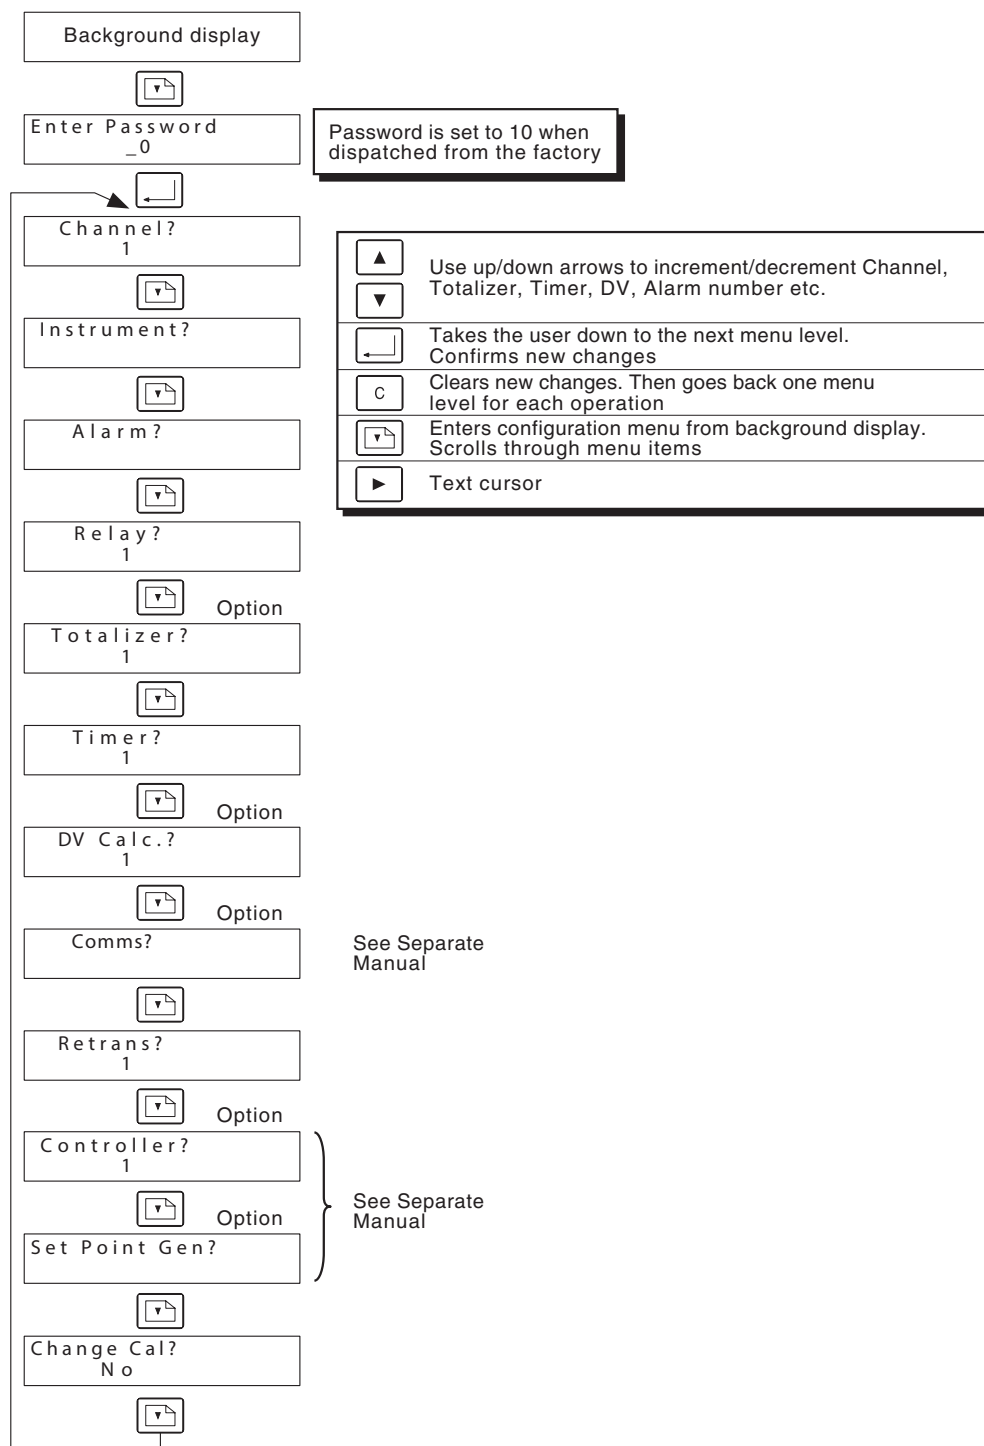 Background display
Enter Password
_0
Password is set to 10 when
dispatched from the factory
Channel?
1
Use up/down arrows to increment/decrement Channel,
Totalizer, Timer, DV, Alarm number etc.
Takes the user down to the next menu level.
Confirms new changes
C
Clears new changes. Then goes back one menu
level for each operation
Enters configuration menu from background display.
Scrolls through menu items
Text cursor
Instrument?
Alarm?
Relay?
1
Option
Totalizer?
1
Timer?
1
Option
DV Calc.?
1
Option
Comms?
See Separate
Manual
Retrans?
1
Option
Controller?
1
Option
Set Point Gen?
See Separate
Manual
Change Cal?
No